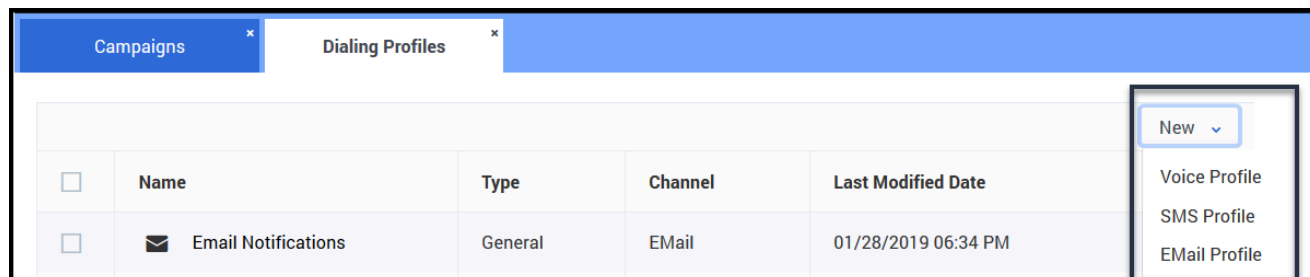 Campaigns × Dialing Profiles ×
New
Name Type Channel Last Modified Date Voice Profile
SMS Profile
Email Notifications General EMail 01/28/2019 06:34 PM EMail Profile